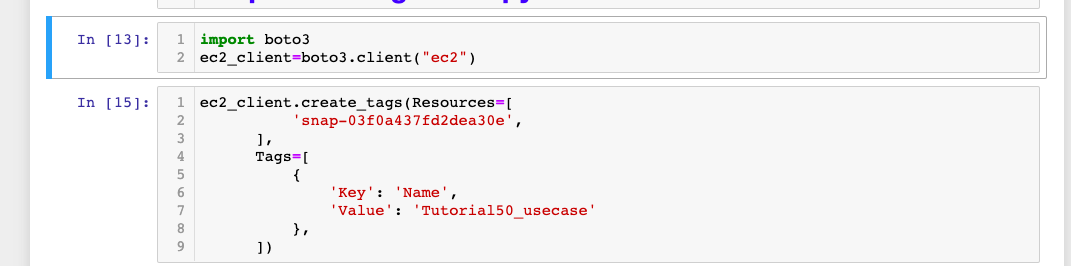 In [13]:
1 import boto3
2 ec2_client=boto3.client("ec2")
In [15]:
1 ec2_client.create_tags(Resources=[
2 'snap-03f0a437fd2dea30e',
3 ],
4 Tags=[
5 {
6 'Key': 'Name',
7 'Value': 'Tutorial50_usecase'
8 },
9 ])